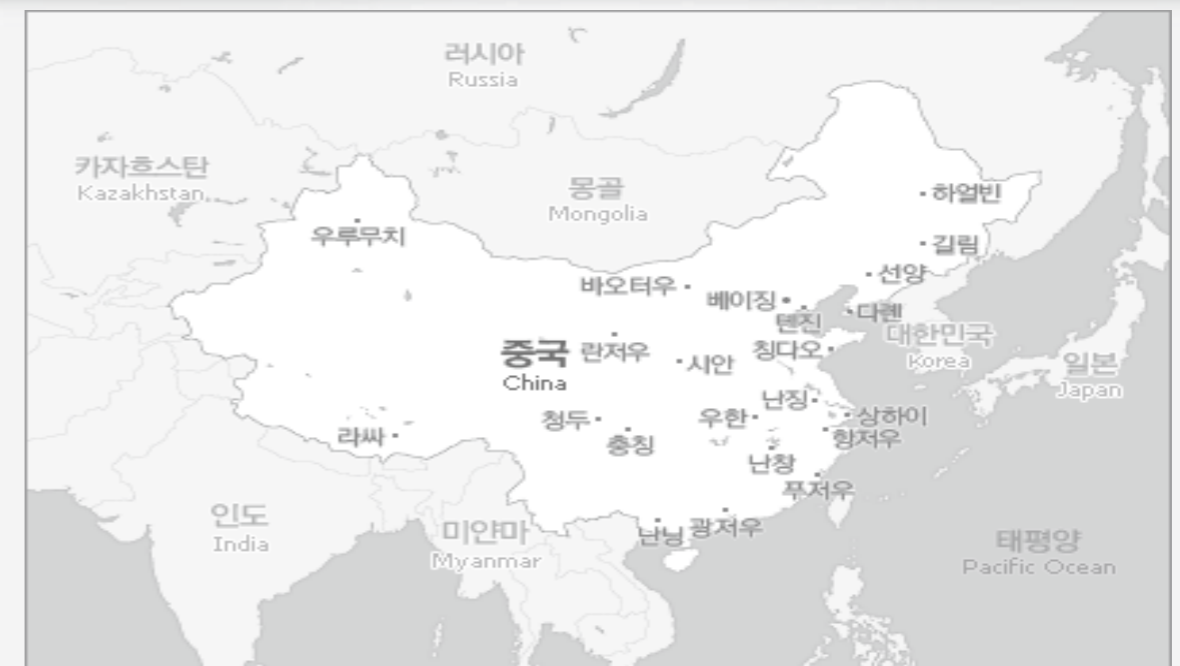 러시아
Russia
카자흐스탄
Kazakhstan
몽골
Mongolia
하얼빈
우루무치
길림
선양
바오터우
베이징
다롄
텐진
대한민국
Korea
중국
China
란저우
시안
칭다오
일본
Japan
난징
청두
우한
상하이
라싸
충칭
항저우
난창
푸저우
인도
India
미얀마
Myanmar
난닝
광저우
태평양
Pacific Ocean